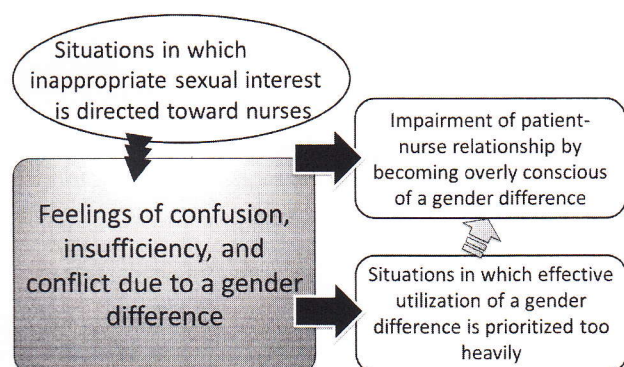 Situations in which
inappropriate sexual interest
is directed toward nurses
Feelings of confusion,
insufficiency, and
conflict due to a gender
difference
Impairment of patient-
nurse relationship by
becoming overly conscious
of a gender difference
Situations in which effective
utilization of a gender
difference is prioritized too
heavily